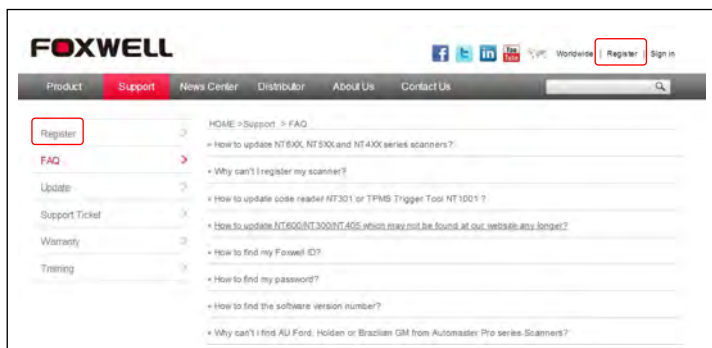 FOXWELL
You Tube
Worldwide | Register | Sign in
Product Support News Center Distributor About Us Contact Us
Register
FAQ
Update
Support Ticket
Warranty
Training
HOME >Support > FAQ
» How to update NT6XX, NT5XX and NT4XX series scanners?
» Why can't I register my scanner?
» How to update code reader NT301 or TPMS Trigger Tool NT1001 ?
» How to update NT600/NT300/NT405 which may not be found at our website any longer?
» How to find my Foxwell ID?
» How to find my password?
» How to find the software version number?
» Why can't I find AU Ford, Holden or Brazilian GM from Automaster Pro series Scanners?